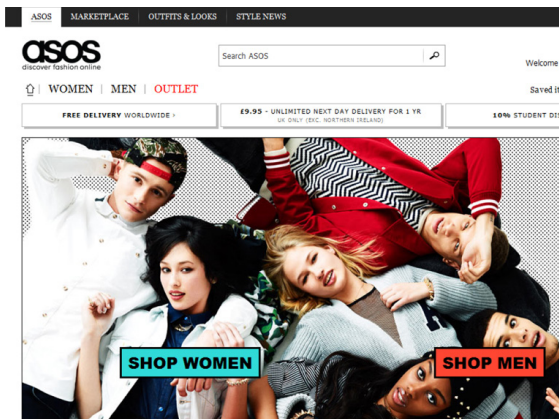 ASOS MARKETPLACE OUTFITS & LOOKS STYLE NEWS
asos
discover fashion online
Search ASOS
Welcome
WOMEN MEN OUTLET
Saved it
FREE DELIVERY WORLDWIDE >
£9.95 - UNLIMITED NEXT DAY DELIVERY FOR 1 YR
UK ONLY (EXC. NORTHERN IRELAND)
10% STUDENT DIS
SHOP WOMEN
SHOP MEN